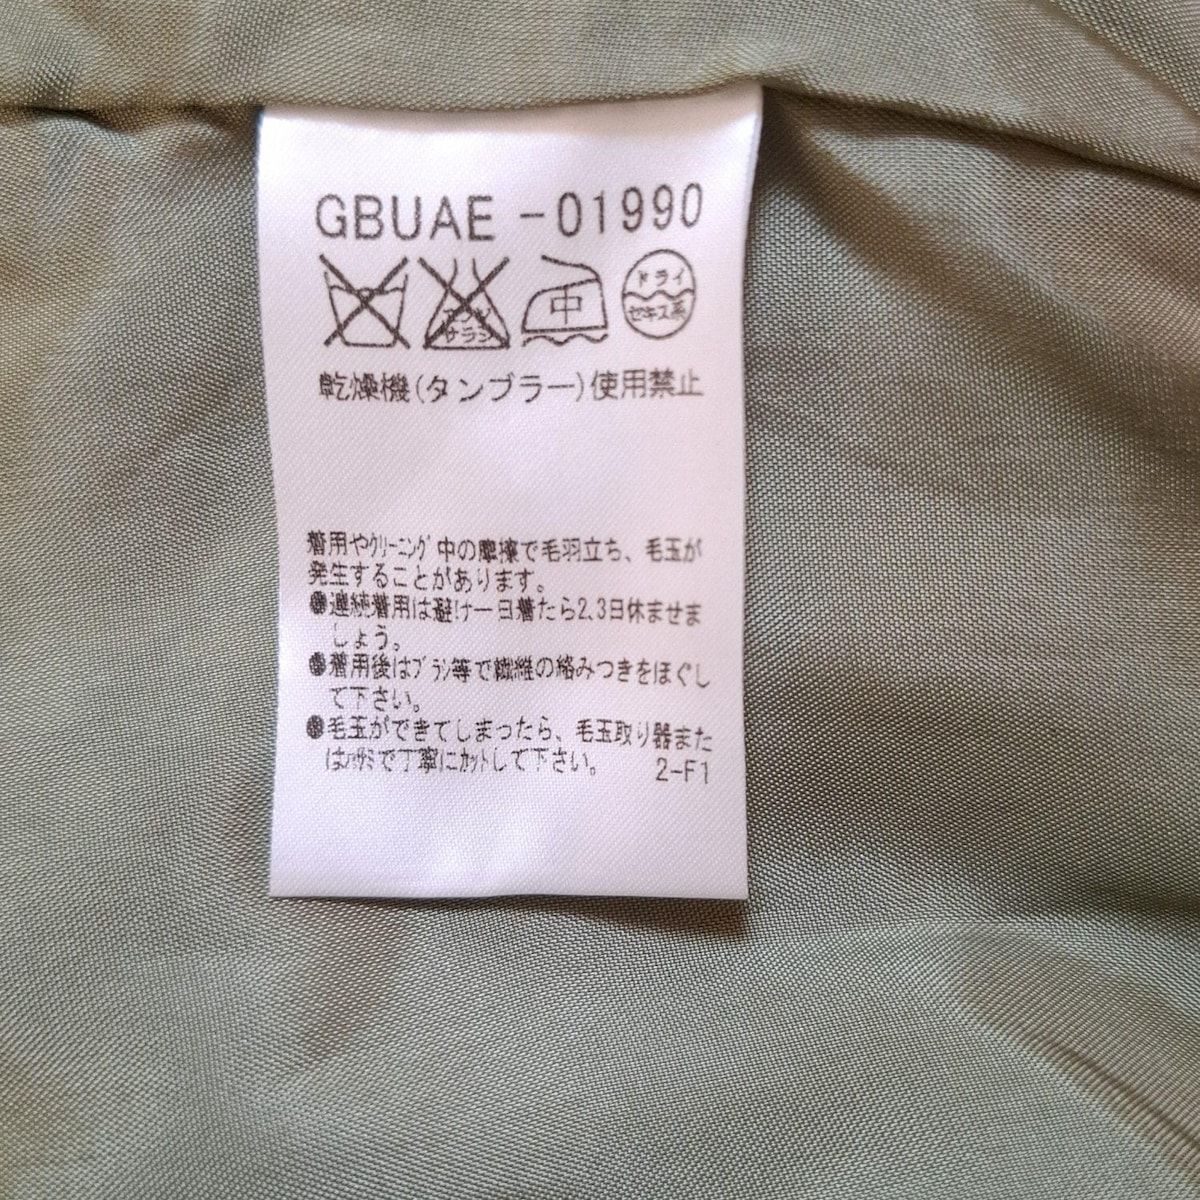 GBUAE -01990
エンソ
サラシ
中
ドライ
セキユ系
乾燥機(タンブラー)使用禁止
着用やクリーニング中の摩擦で毛羽立ち、毛玉が
発生することがあります。
●連続着用は避け一日着たら2.3日休ませま
しょう。
●着用後はブラシ等で繊維の絡みつきをほぐし
て下さい。
●毛玉ができてしまったら、毛玉取り器また
はハサミで丁寧にカットして下さい。 2-F1